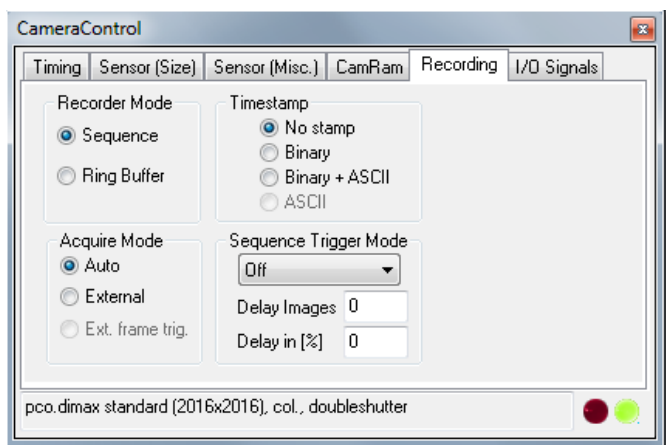 CameraControl
Timing Sensor (Size) Sensor (Misc.) CamRam Recording I/O Signals
Recorder Mode
Sequence
Ring Buffer
Timestamp
No stamp
Binary
Binary + ASCII
ASCII
Acquire Mode
Auto
External
Ext. frame trig.
Sequence Trigger Mode
Off
Delay Images 0
Delay in [%] 0
pco.dimax standard (2016x2016), col., doubleshutter